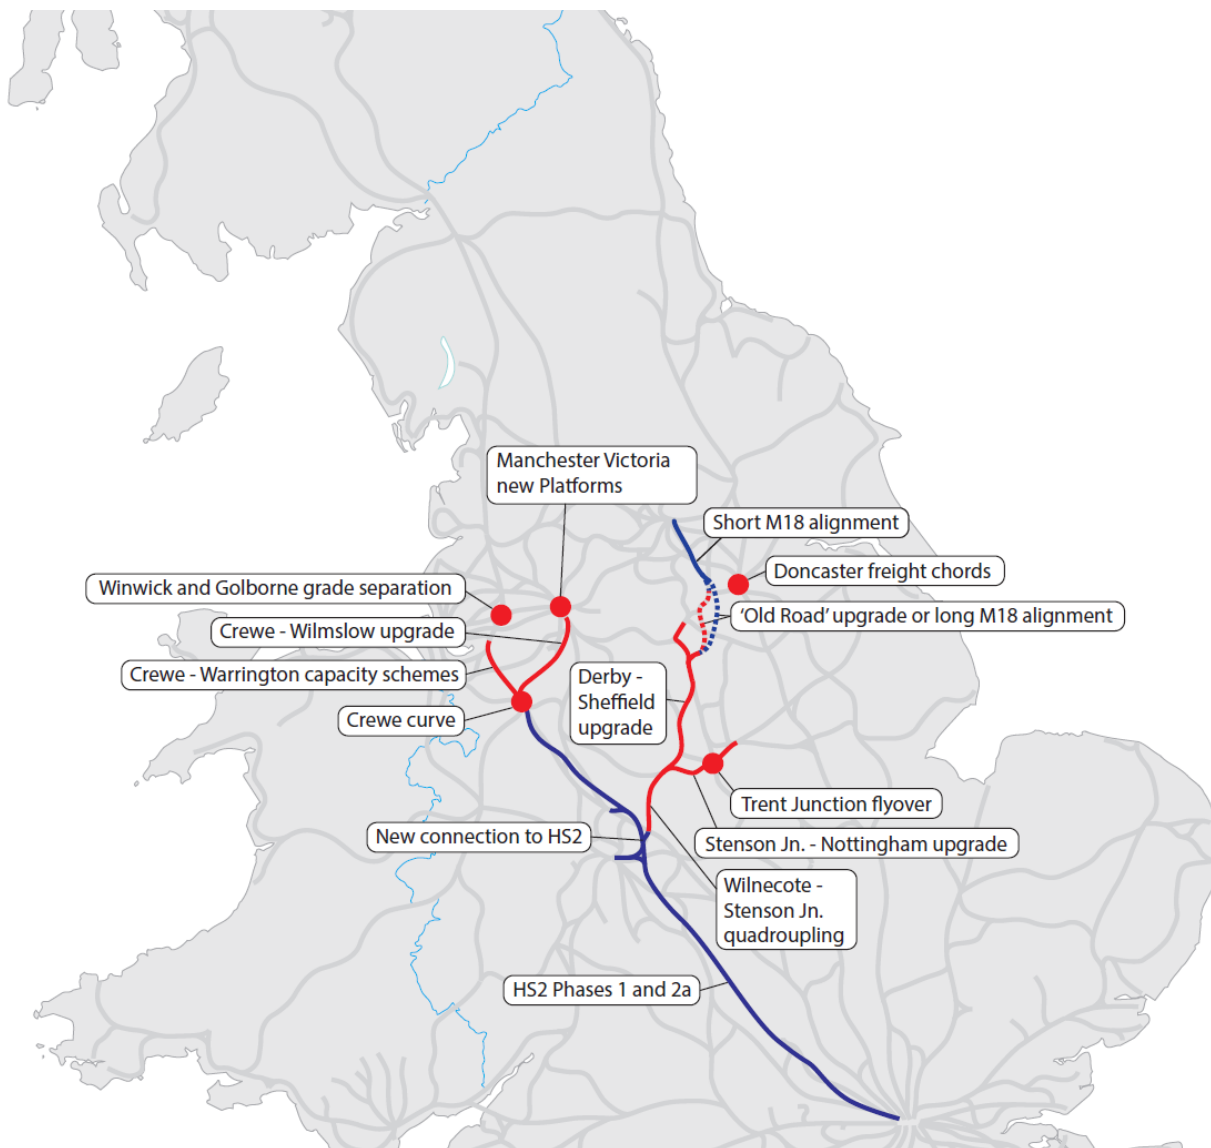 Manchester Victoria
new Platforms
Short M18 alignment
Doncaster freight chords
Winwick and Golborne grade separation
'Old Road' upgrade or long M18 alignment
Crewe - Wilmslow upgrade
Crewe - Warrington capacity schemes
Derby -
Sheffield
upgrade
Crewe curve
Trent Junction flyover
New connection to HS2
Stenson Jn. - Nottingham upgrade
Wilnecote -
Stenson Jn.
quadroupling
HS2 Phases 1 and 2a